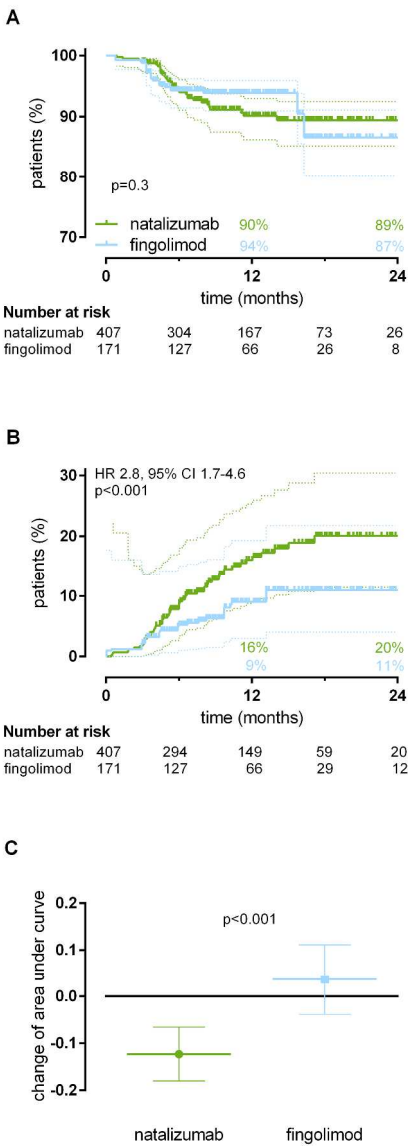 A
100
90
80
70
patients (%)
p=0.3
natalizumab 90% 89%
fingolimod 94% 87%
0 12 24
time (months)
Number at risk
natalizumab 407 304 167 73 26
fingolimod 171 127 66 26 8
B
30
20
10
0
patients (%)
HR 2.8, 95% CI 1.7-4.6
p<0.001
16% 20%
9% 11%
0 12 24
time (months)
Number at risk
natalizumab 407 294 149 59 20
fingolimod 171 127 66 29 12
C
0.2
0.1
0.0
-0.1
-0.2
change of area under curve
p<0.001
natalizumab fingolimod